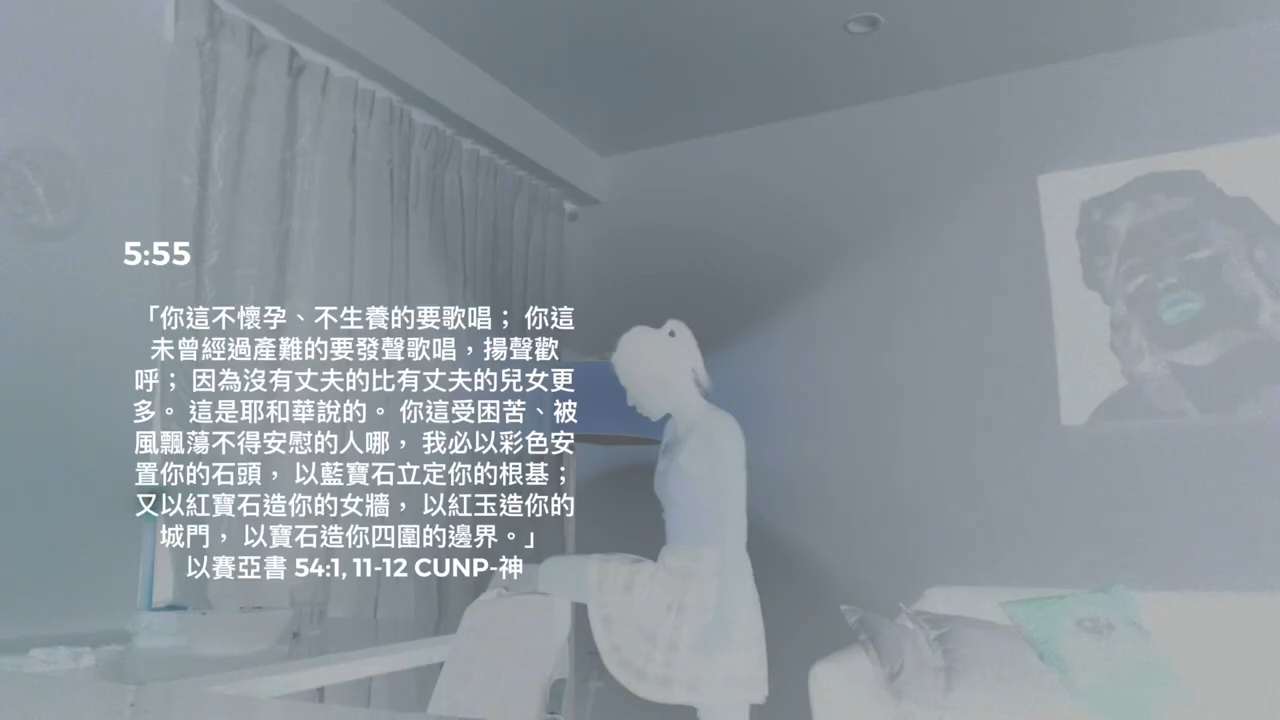 5:55
「你這不懷孕、不生養的要歌唱； 你這
未曾經過產難的要發聲歌唱，揚聲歡
呼； 因為沒有丈夫的比有丈夫的兒女更
多。 這是耶和華說的。 你這受困苦、被
風飄蕩不得安慰的人哪， 我必以彩色安
置你的石頭， 以藍寶石立定你的根基；
又以紅寶石造你的女牆， 以紅玉造你的
城門， 以寶石造你四圍的邊界。」
以賽亞書 54:1, 11-12 CUNP-神